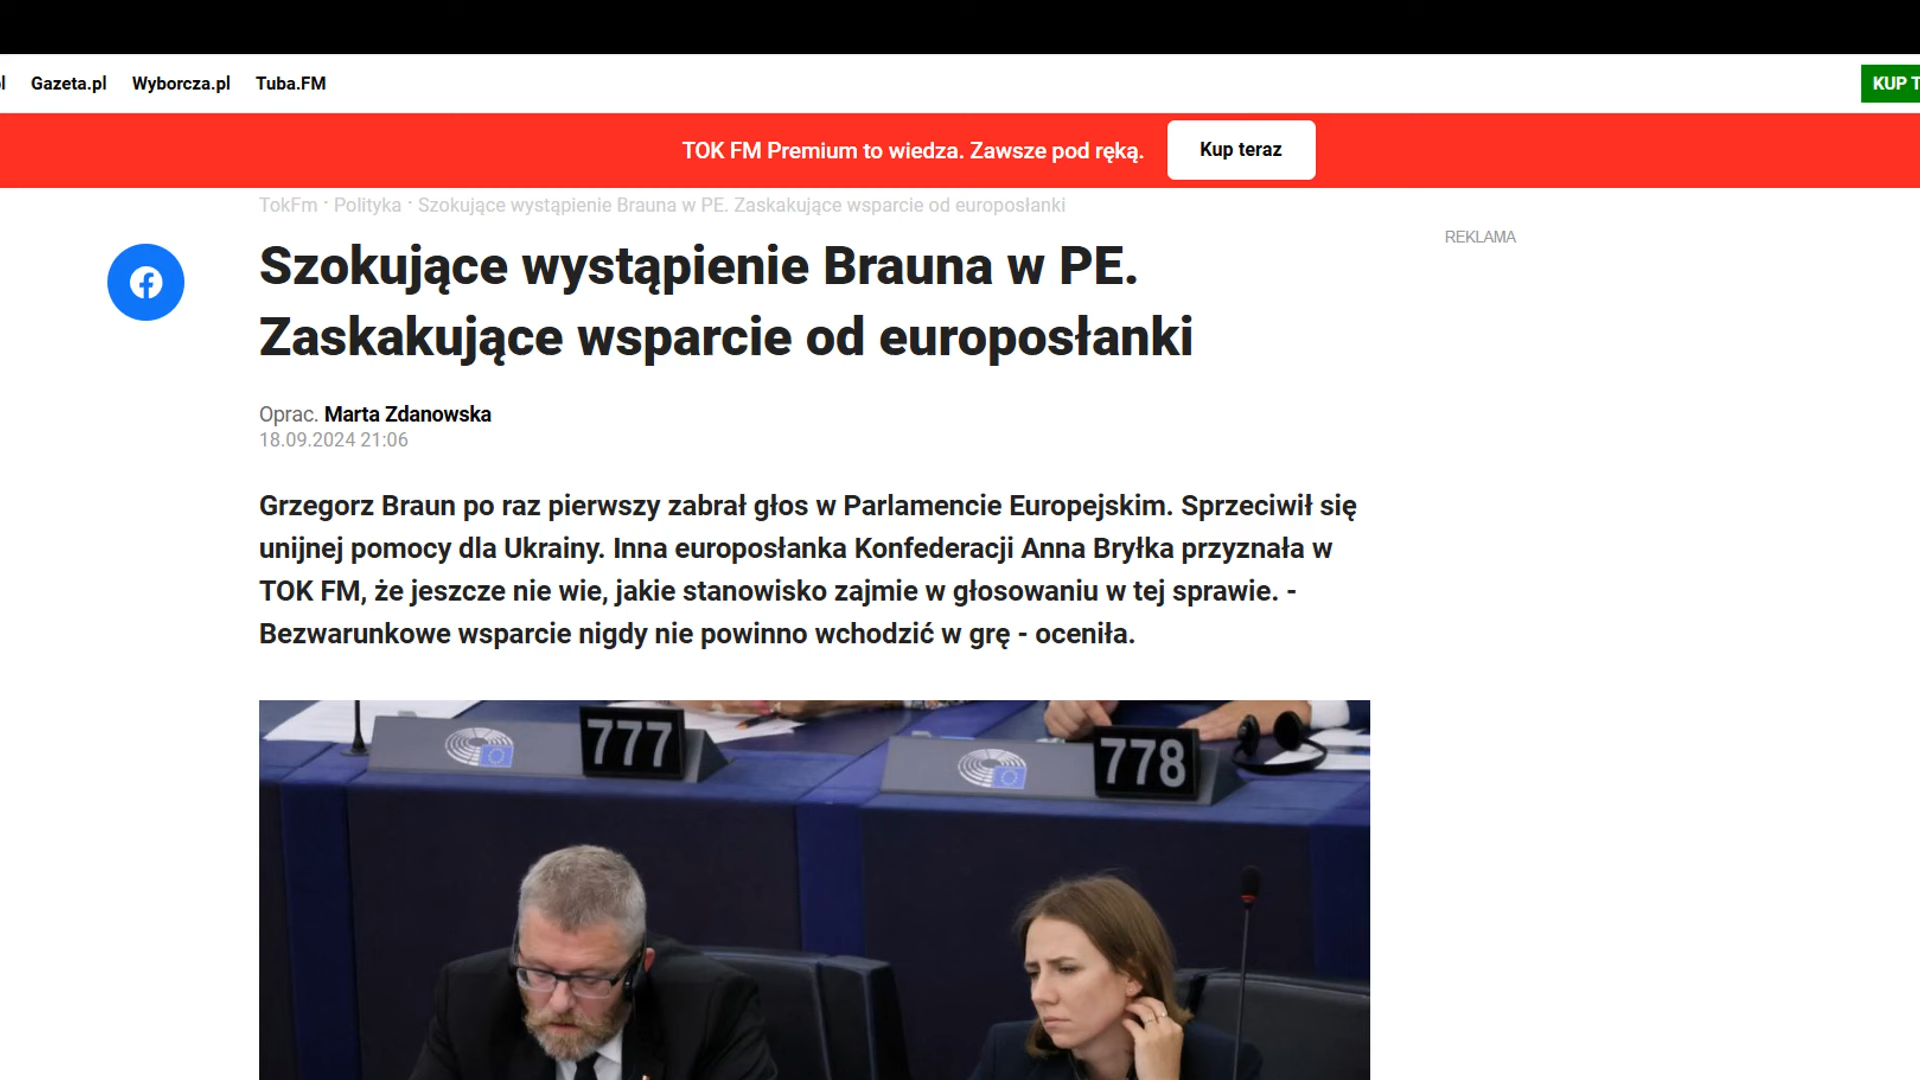 Gazeta.pl Wyborcza.pl Tuba.FM
KUP
TOK FM Premium to wiedza. Zawsze pod ręką. Kup teraz
TokFm · Polityka · Szokujące wystąpienie Brauna w PE. Zaskakujące wsparcie od europosłanki
REKLAMA
Szokujące wystąpienie Brauna w PE.
Zaskakujące wsparcie od europosłanki
Oprac. Marta Zdanowska
18.09.2024 21:06
Grzegorz Braun po raz pierwszy zabrał głos w Parlamencie Europejskim. Sprzeciwił się
unijnej pomocy dla Ukrainy. Inna europosłanka Konfederacji Anna Bryłka przyznała w
TOK FM, że jeszcze nie wie, jakie stanowisko zajmie w głosowaniu w tej sprawie. -
Bezwarunkowe wsparcie nigdy nie powinno wchodzić w grę - oceniła.
777
778